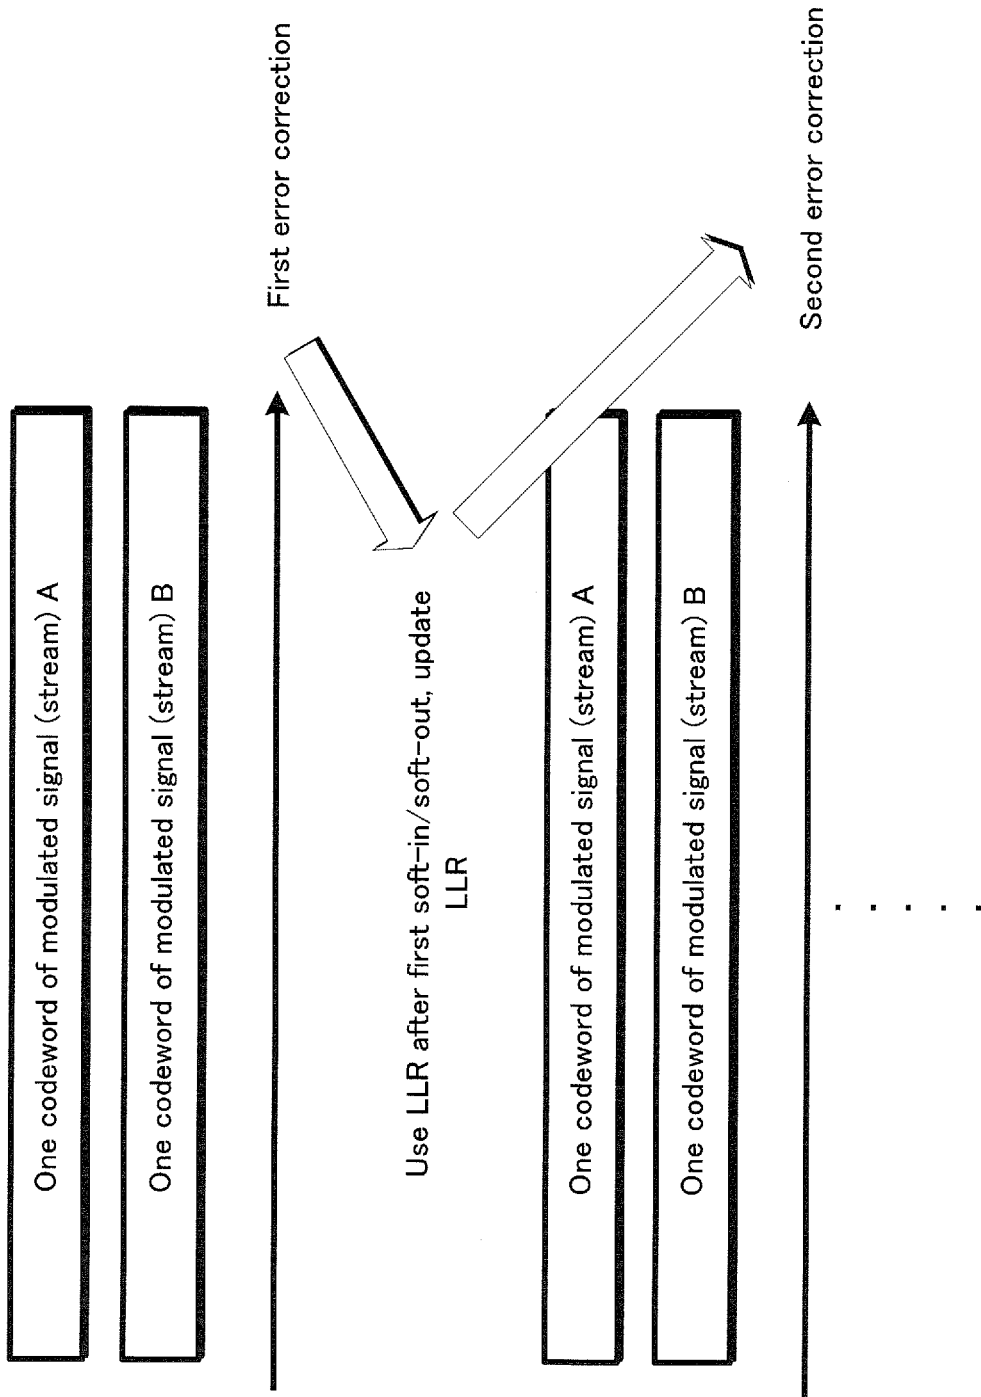 One codeword of modulated signal (stream) A
One codeword of modulated signal (stream) B
First error correction
Use LLR after first soft-in/soft-out, update
LLR
One codeword of modulated signal (stream) A
One codeword of modulated signal (stream) B
Second error correction